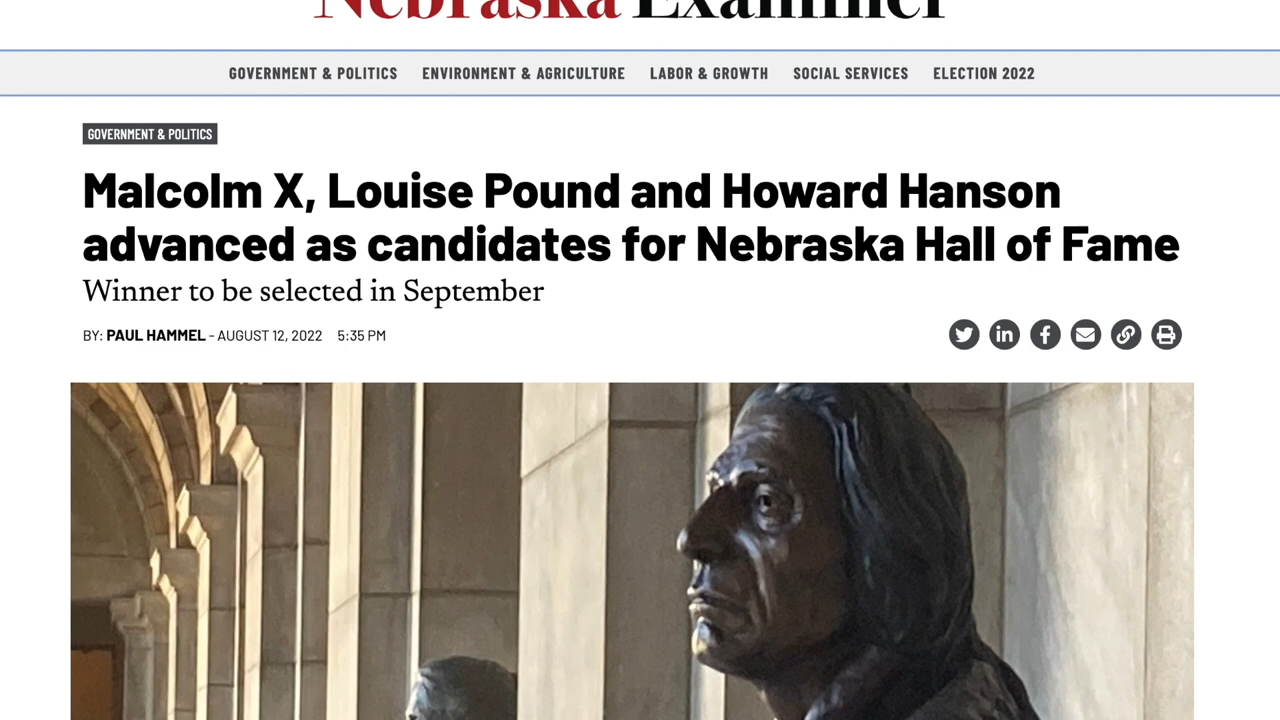 Nebraska Examiner
GOVERNMENT & POLITICS ENVIRONMENT & AGRICULTURE LABOR & GROWTH SOCIAL SERVICES ELECTION 2022
GOVERNMENT & POLITICS
Malcolm X, Louise Pound and Howard Hanson
advanced as candidates for Nebraska Hall of Fame
Winner to be selected in September
BY: PAUL HAMMEL - AUGUST 12, 2022 5:35 PM